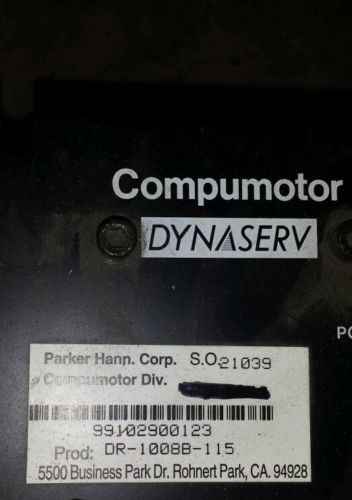 Compumotor
DYNASERV
PO
Parker Hann. Corp. S.O. 21039
Compumotor Div.
99102900123
Prod: DR-1008B-115
5500 Business Park Dr. Rohnert Park, CA. 94928